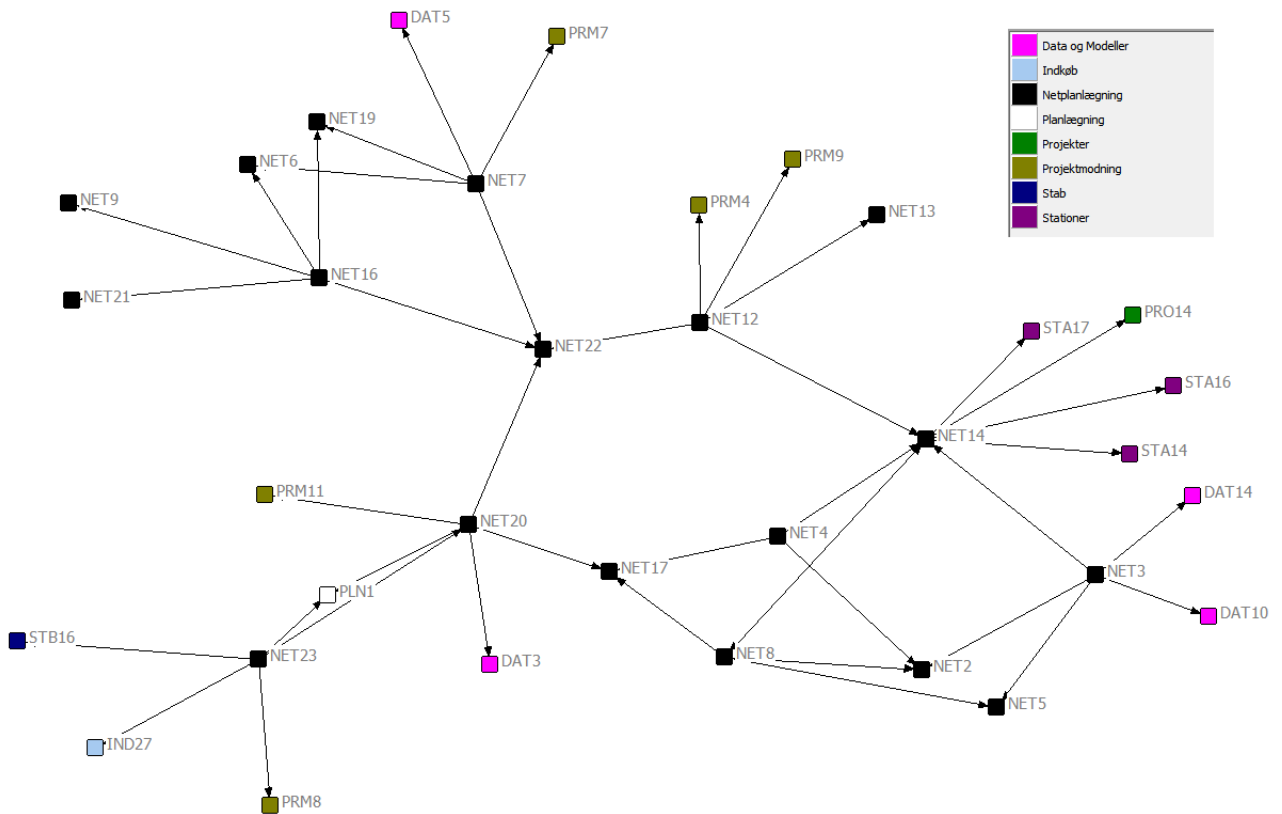 DAT5
PRM7
Data og Modeller
Indkøb
Netplanlægning
Planlægning
Projekter
Projektmodning
Stab
Stationer
NET19
NET6
NET7
PRM9
NET9
PRM4
NET13
NET16
NET21
NET12
PRO14
STA17
NET22
STA16
NET14
STA14
PRM11
DAT14
NET20
NET4
NET17
NET3
PLN1
DAT10
STB16
NET23
DAT3
NET8
NET2
NET5
IND27
PRM8